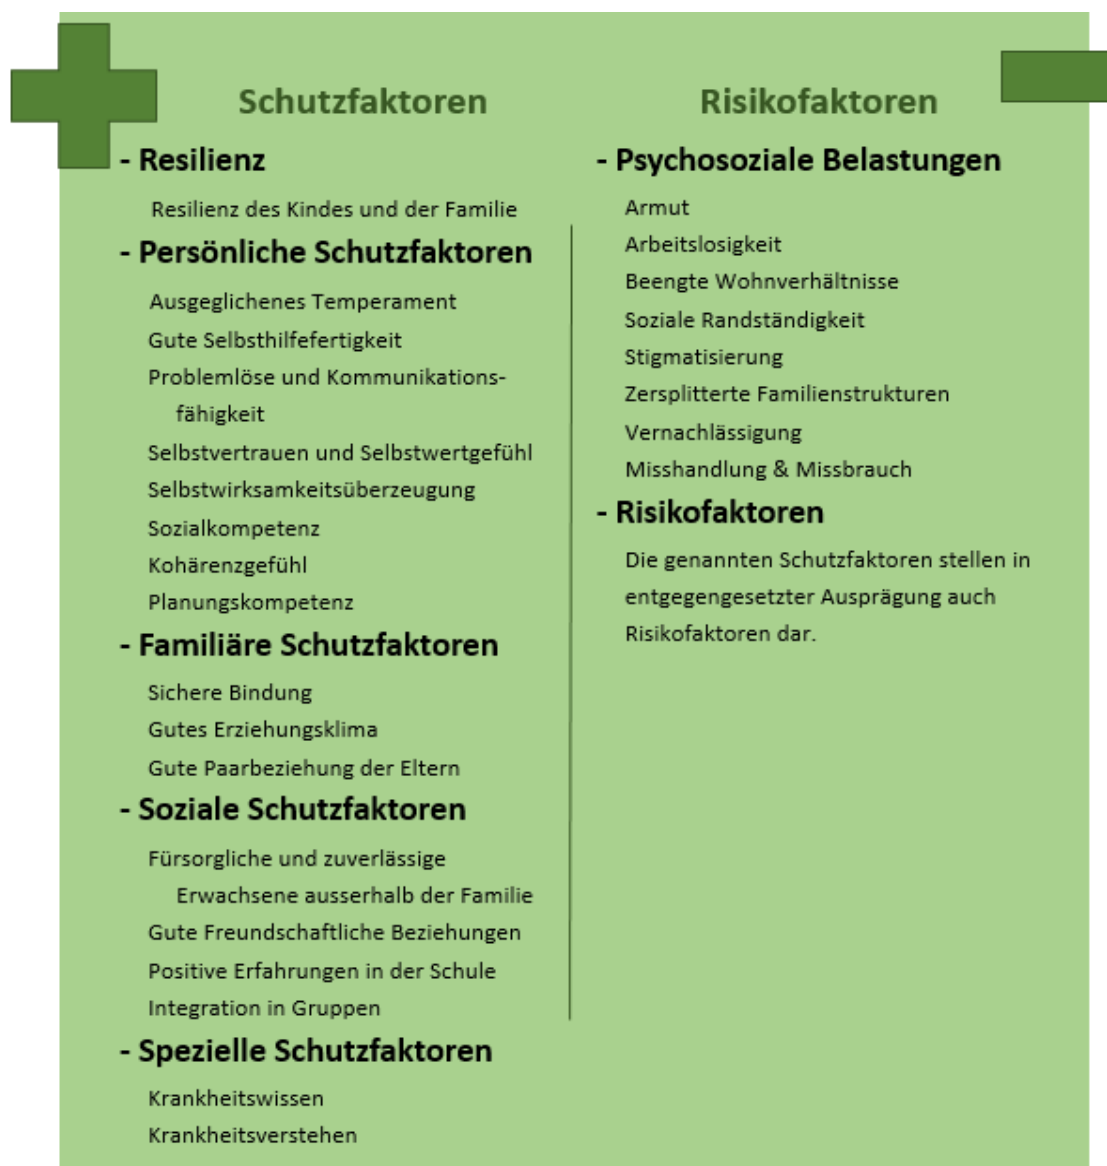 Schutzfaktoren
- Resilienz
Resilienz des Kindes und der Familie
- Persönliche Schutzfaktoren
Ausgeglichenes Temperament
Gute Selbsthilfefertigkeit
Problemlöse und Kommunikations-
fähigkeit
Selbstvertrauen und Selbstwertgefühl
Selbstwirksamkeitsüberzeugung
Sozialkompetenz
Kohärenzgefühl
Planungskompetenz
- Familiäre Schutzfaktoren
Sichere Bindung
Gutes Erziehungsklima
Gute Paarbeziehung der Eltern
- Soziale Schutzfaktoren
Fürsorgliche und zuverlässige
Erwachsene ausserhalb der Familie
Gute Freundschaftliche Beziehungen
Positive Erfahrungen in der Schule
Integration in Gruppen
- Spezielle Schutzfaktoren
Krankheitswissen
Krankheitsverstehen
Risikofaktoren
- Psychosoziale Belastungen
Armut
Arbeitslosigkeit
Beengte Wohnverhältnisse
Soziale Randständigkeit
Stigmatisierung
Zersplitterte Familienstrukturen
Vernachlässigung
Misshandlung & Missbrauch
- Risikofaktoren
Die genannten Schutzfaktoren stellen in
entgegengesetzter Ausprägung auch
Risikofaktoren dar.